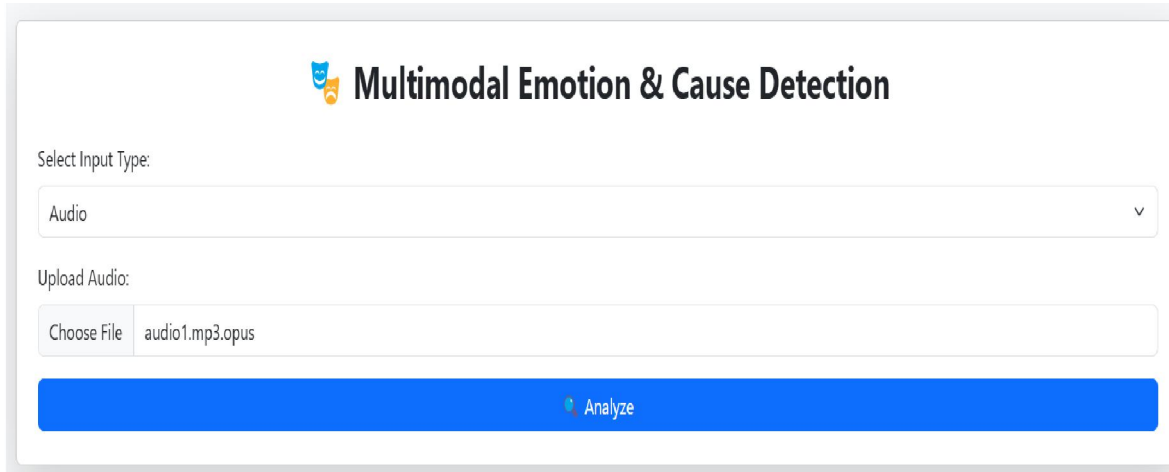 Multimodal Emotion & Cause Detection
Select Input Type:
Audio
Upload Audio:
Choose File audio1.mp3.opus
Analyze